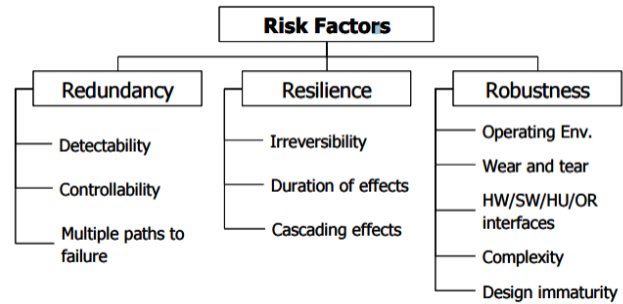 Risk Factors
Redundancy
Detectability
Controllability
Multiple paths to
failure
Resilience
Irreversibility
Duration of effects
Cascading effects
Robustness
Operating Env.
Wear and tear
HW/SW/HU/OR
interfaces
Complexity
Design immaturity